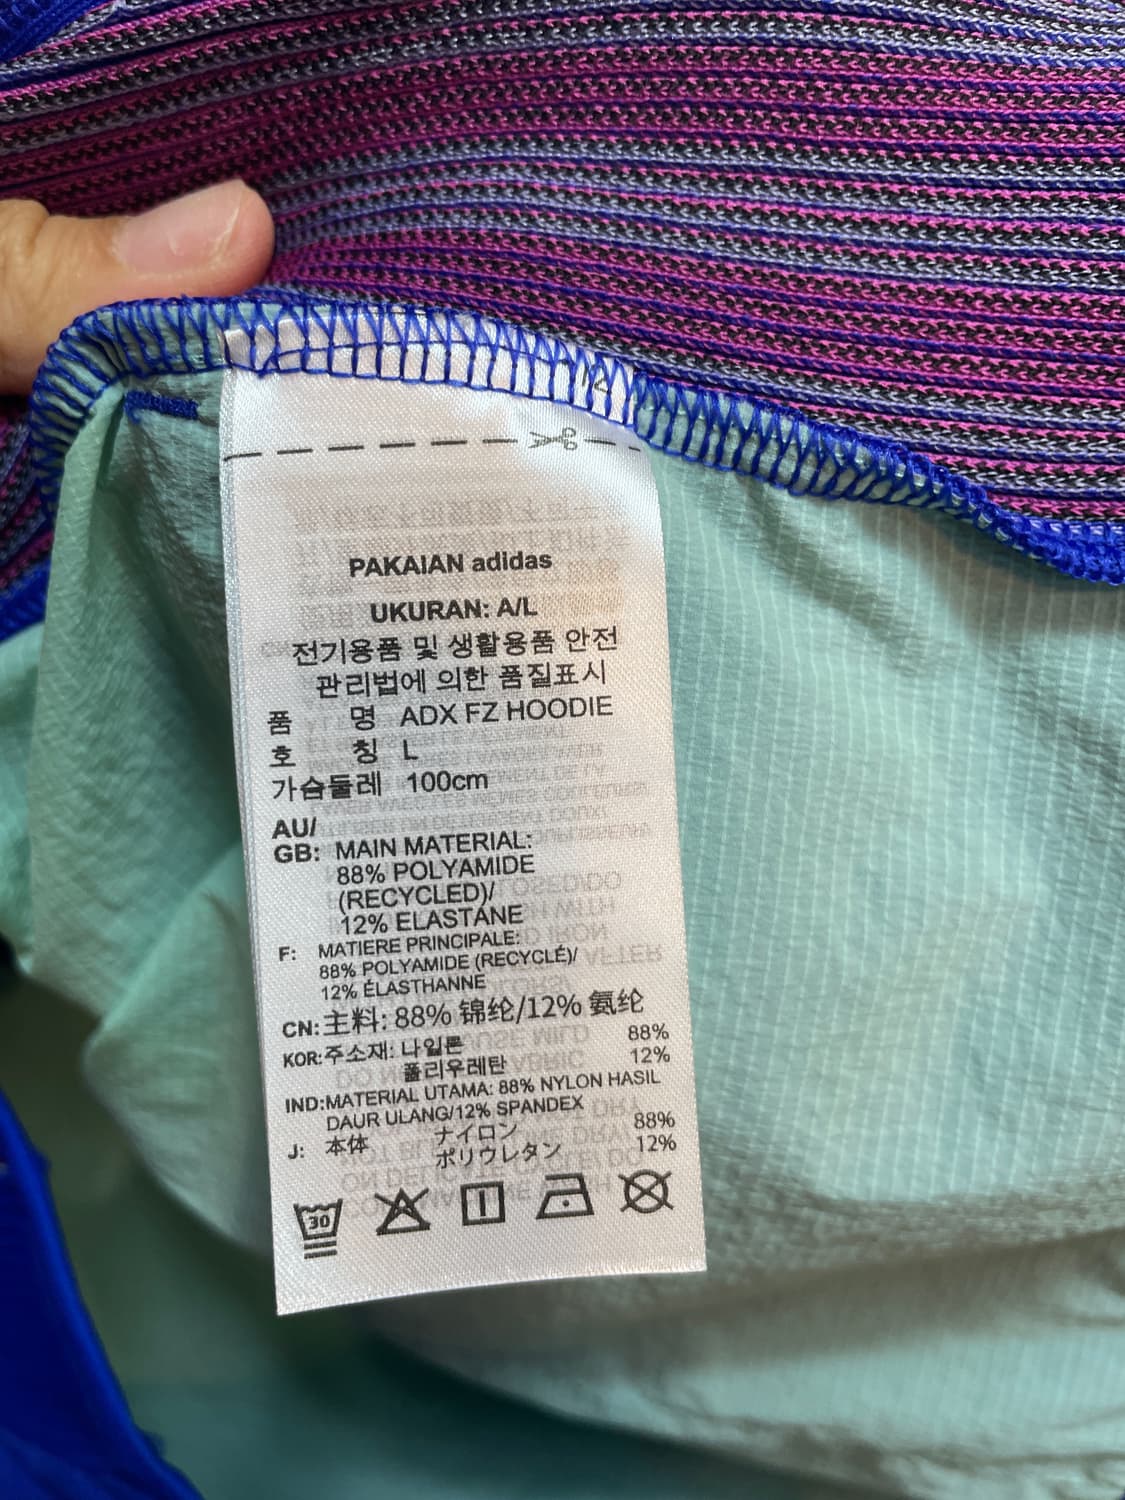 PAKAIAN adidas
UKURAN: A/L
전기용품 및 생활용품 안전
관리법에 의한 품질표시
품 명 ADX FZ HOODIE
호 칭 L
가슴둘레 100cm
AU/
GB: MAIN MATERIAL:
88% POLYAMIDE
(RECYCLED)/
12% ELASTANE
F: MATIERE PRINCIPALE:
88% POLYAMIDE (RECYCLÉ)/
12% ÉLASTHANNE
CN: 主料: 88% 锦纶/12% 氨纶
KOR: 주소재: 나일론 88%
폴리우레탄 12%
IND: MATERIAL UTAMA: 88% NYLON HASIL
DAUR ULANG/12% SPANDEX
J: 本体 ナイロン 88%
ポリウレタン 12%
30